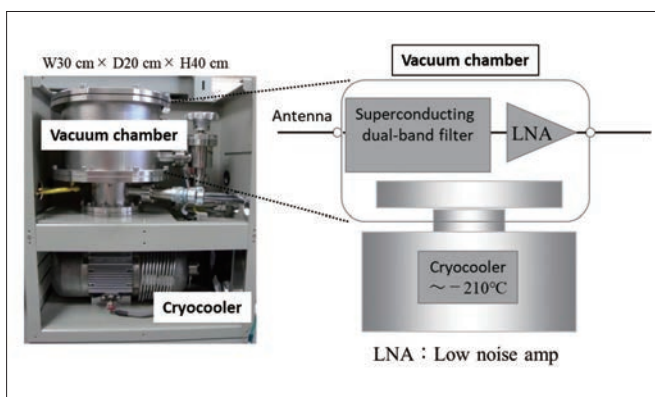 W30 cm × D20 cm × H40 cm
Vacuum chamber
Cryocooler
Vacuum chamber
Antenna
Superconducting
dual-band filter
LNA
Cryocooler
～－210℃
LNA：Low noise amp